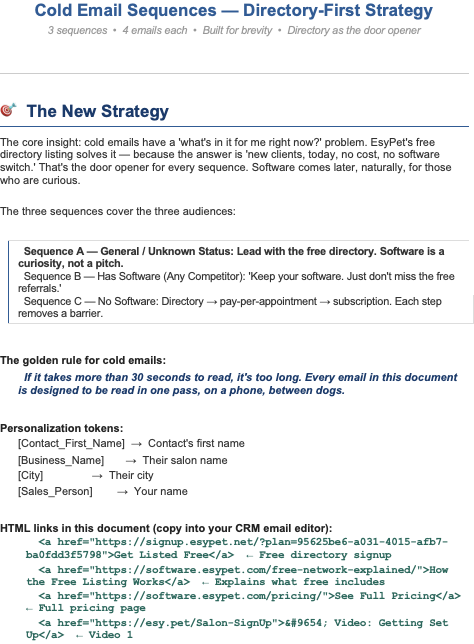 Cold Email Sequences — Directory-First Strategy
3 sequences • 4 emails each • Built for brevity • Directory as the door opener
The New Strategy
The core insight: cold emails have a 'what's in it for me right now?' problem. EsyPet's free
directory listing solves it — because the answer is 'new clients, today, no cost, no software
switch.' That's the door opener for every sequence. Software comes later, naturally, for those
who are curious.
The three sequences cover the three audiences:
Sequence A — General / Unknown Status: Lead with the free directory. Software is a
curiosity, not a pitch.
Sequence B — Has Software (Any Competitor): 'Keep your software. Just don't miss the free
referrals.'
Sequence C — No Software: Directory → pay-per-appointment → subscription. Each step
removes a barrier.
The golden rule for cold emails:
If it takes more than 30 seconds to read, it's too long. Every email in this document
is designed to be read in one pass, on a phone, between dogs.
Personalization tokens:
[Contact_First_Name] → Contact's first name
[Business_Name] → Their salon name
[City] → Their city
[Sales_Person] → Your name
HTML links in this document (copy into your CRM email editor):
<a href="https://signup.esypet.net/?plan=95625be6-a031-4015-afb7-
ba0fdd3f5798">Get Listed Free</a> ← Free directory signup
<a href="https://software.esypet.com/free-network-explained/">How
the Free Listing Works</a> ← Explains what free includes
<a href="https://software.esypet.com/pricing/">See Full Pricing</a>
← Full pricing page
<a href="https://esy.pet/Salon-SignUp">&#9654; Video: Getting Set
Up</a> ← Video 1